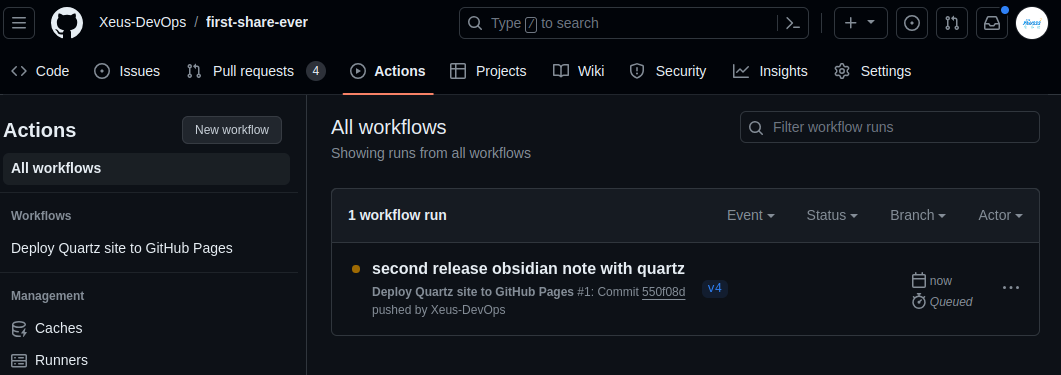 Xeus-DevOps / first-share-ever
Type / to search
Code
Issues
Pull requests 4
Actions
Projects
Wiki
Security
Insights
Settings
Actions
New workflow
All workflows
Workflows
Deploy Quartz site to GitHub Pages
Management
Caches
Runners
All workflows
Showing runs from all workflows
Filter workflow runs
1 workflow run
Event
Status
Branch
Actor
second release obsidian note with quartz
Deploy Quartz site to GitHub Pages #1: Commit 550f08d
pushed by Xeus-DevOps
v4
now
Queued